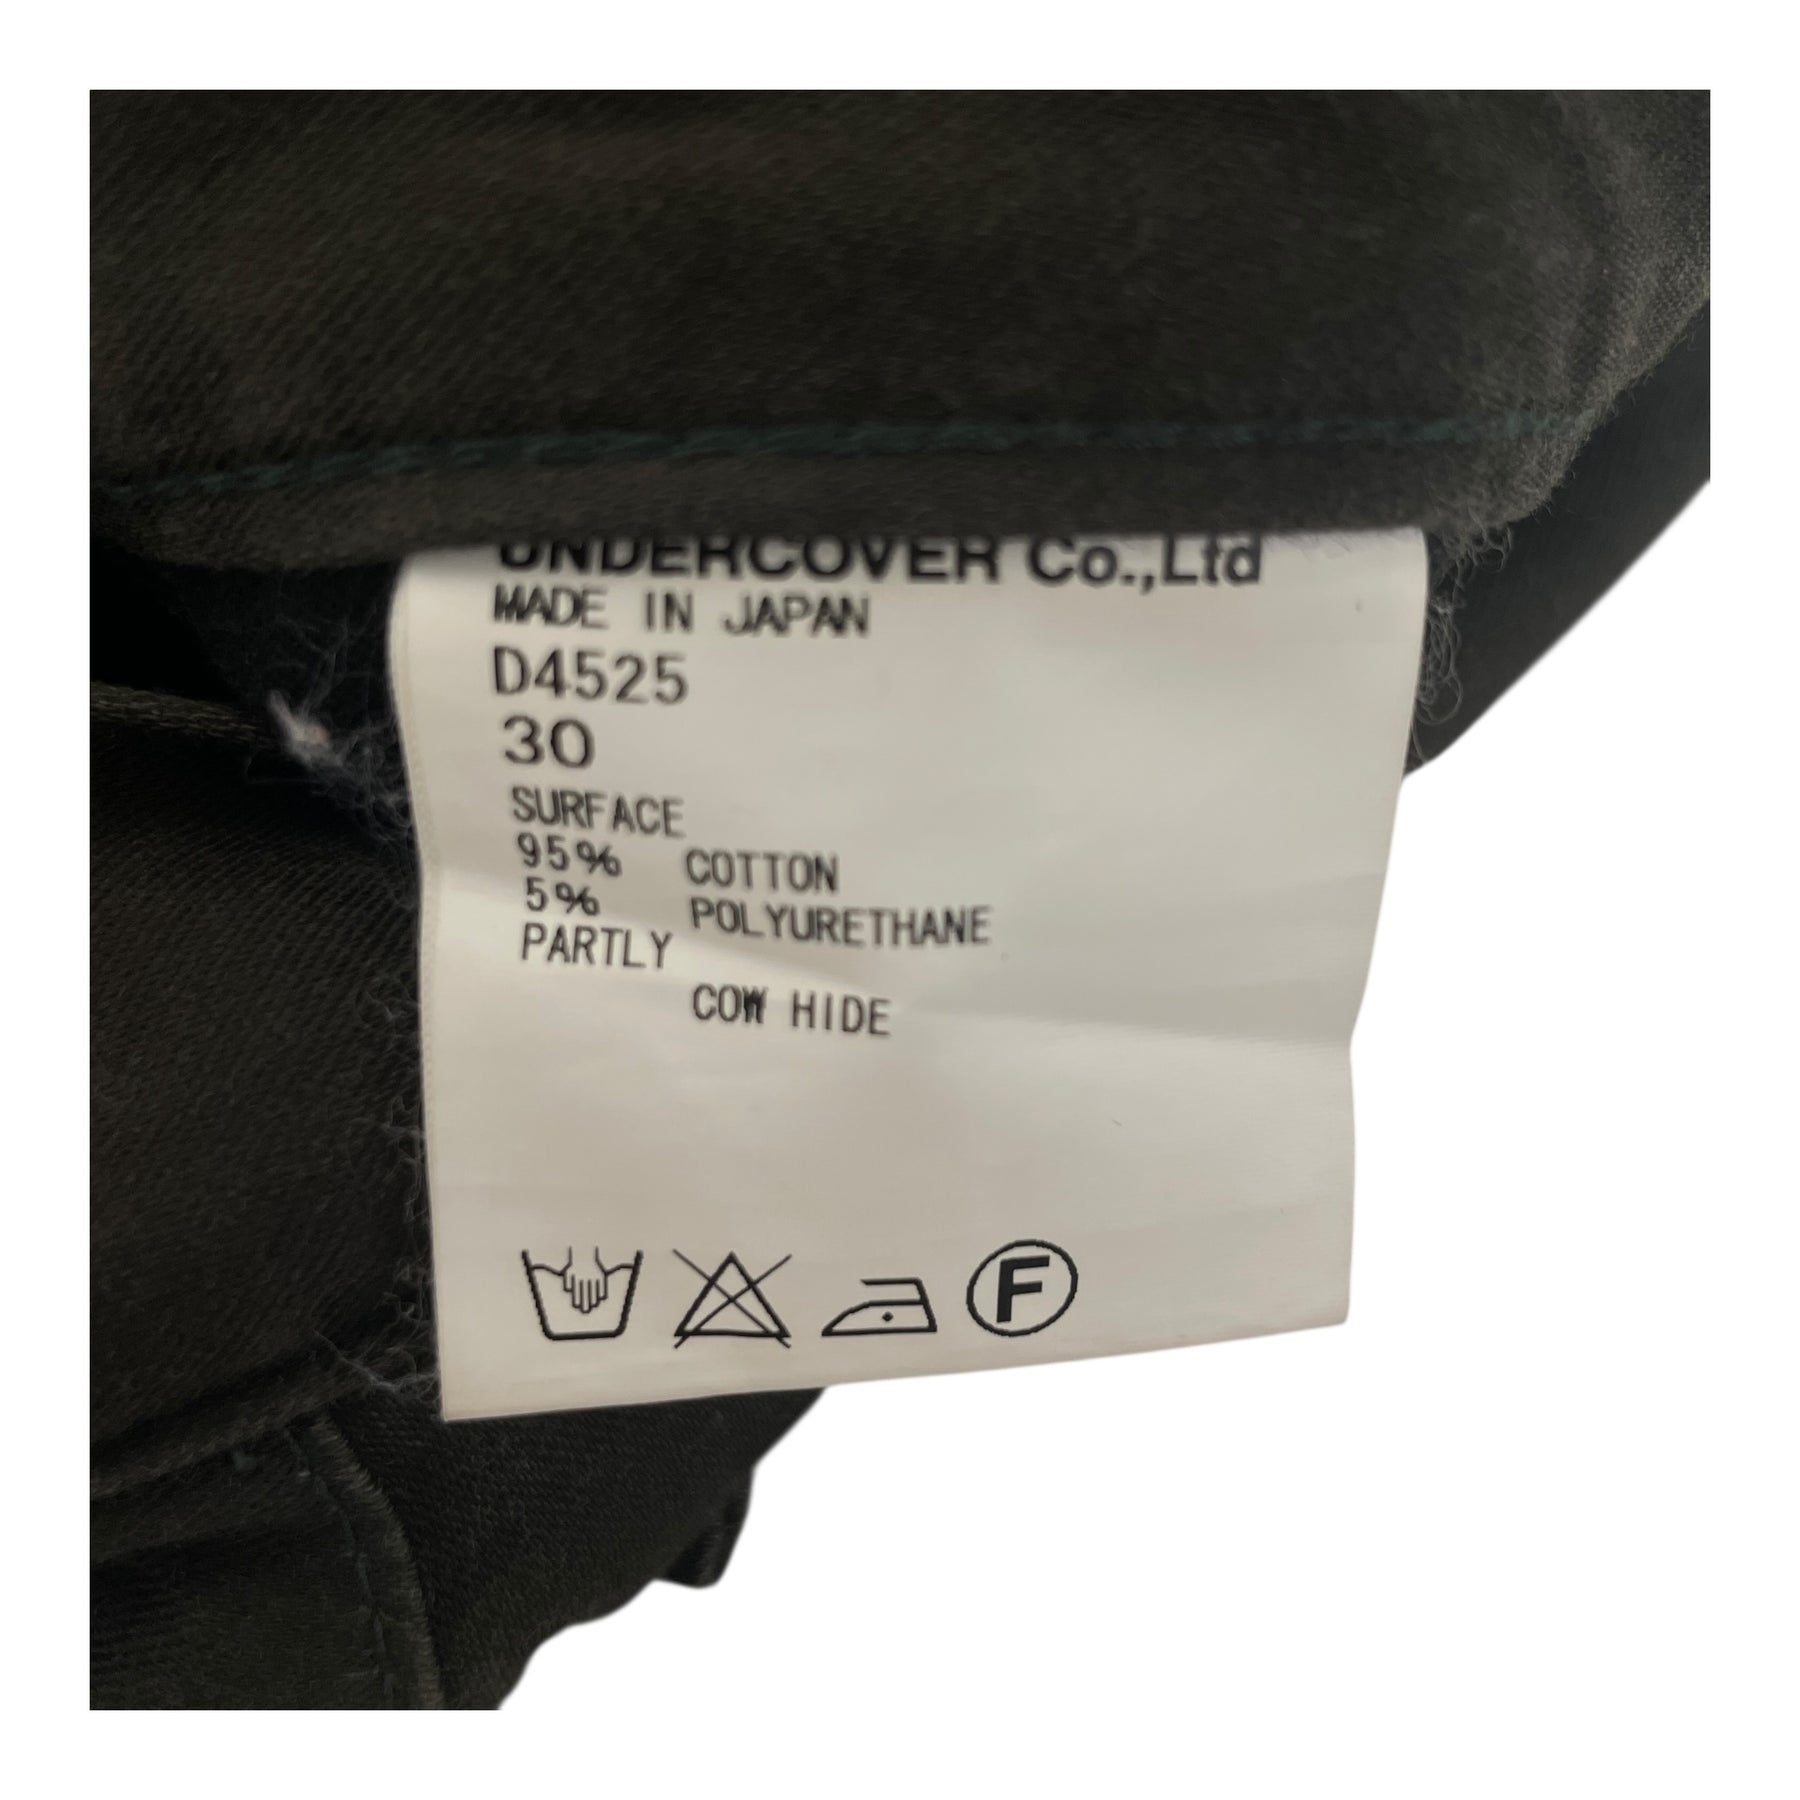 UNDERCOVER Co.,Ltd
MADE IN JAPAN
D4525
30
SURFACE
95% COTTON
5% POLYURETHANE
PARTLY
COW HIDE
F